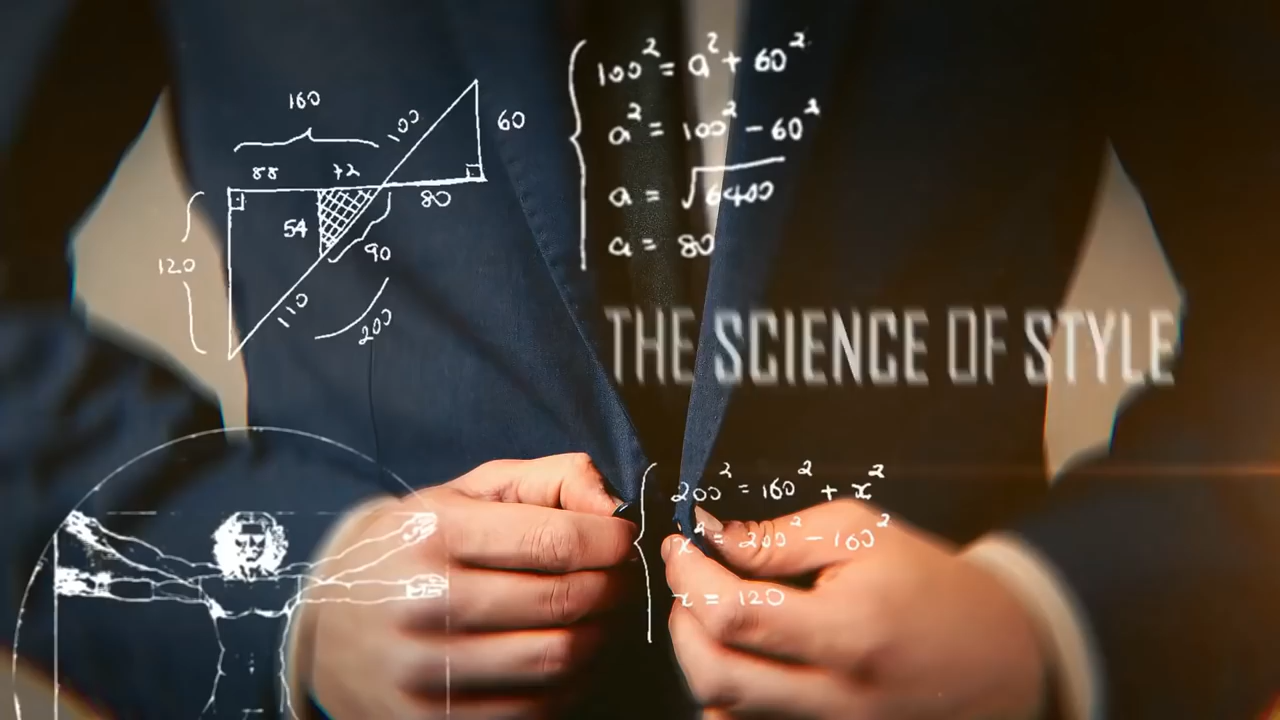 160
100
60
88 72
80
54
90
120
110
200
100² = a² + 60²
a² = 100² - 60²
a = √6400
a = 80
THE SCIENCE OF STYLE
200² = 160² + x²
x² = 200² - 160²
x = 120